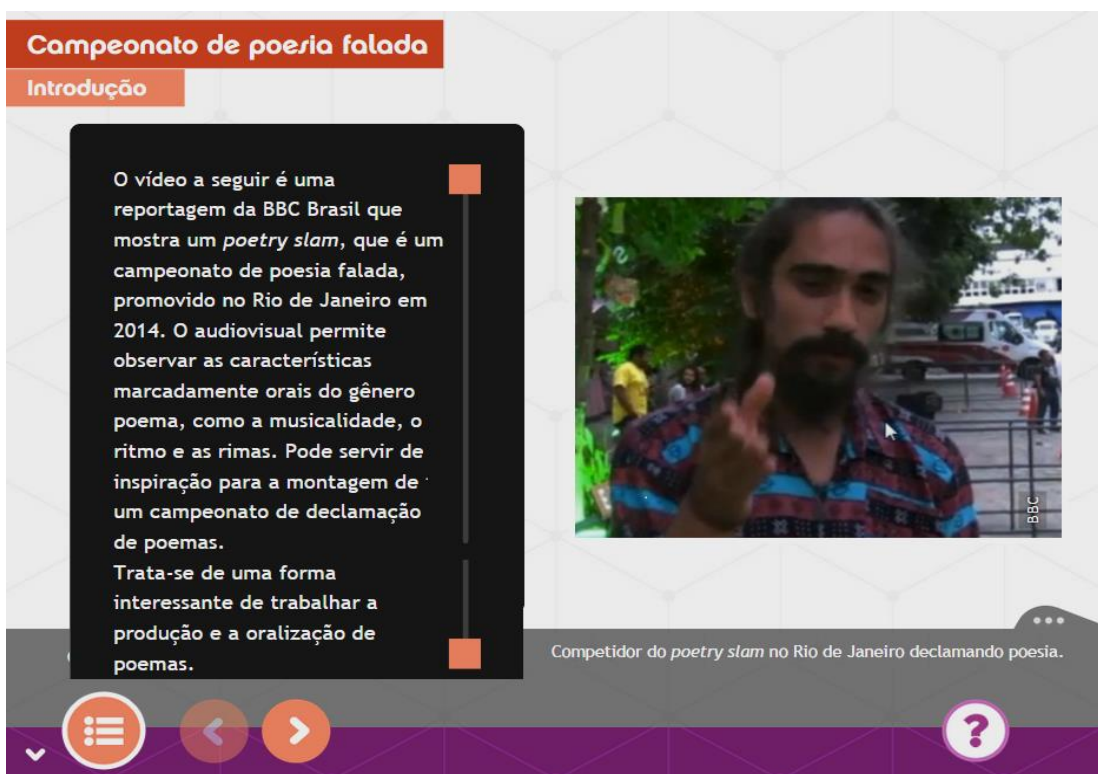 Campeonato de poesia falada
Introdução
O vídeo a seguir é uma
reportagem da BBC Brasil que
mostra um poetry slam, que é um
campeonato de poesia falada,
promovido no Rio de Janeiro em
2014. O audiovisual permite
observar as características
marcadamente orais do gênero
poema, como a musicalidade, o
ritmo e as rimas. Pode servir de
inspiração para a montagem de
um campeonato de declamação
de poemas.
Trata-se de uma forma
interessante de trabalhar a
produção e a oralização de
poemas.
BBC
Competidor do poetry slam no Rio de Janeiro declamando poesia.
?